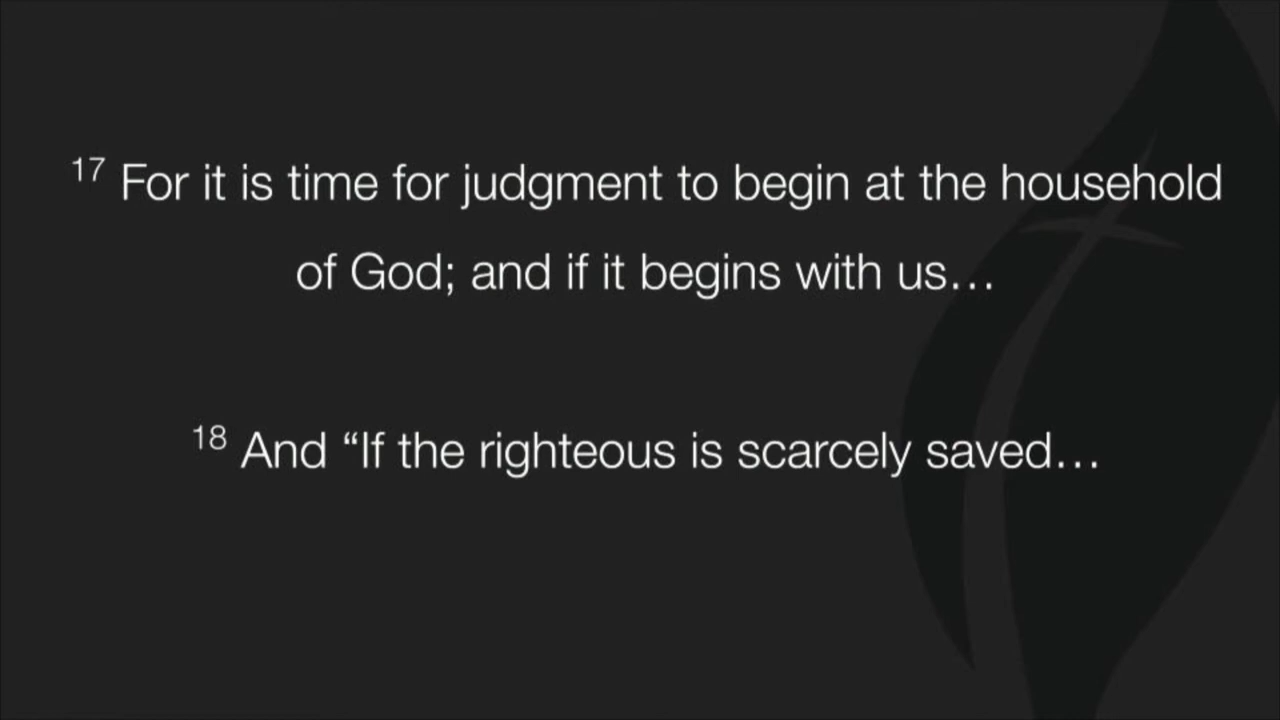 17 For it is time for judgment to begin at the household
of God; and if it begins with us…
18 And “If the righteous is scarcely saved…